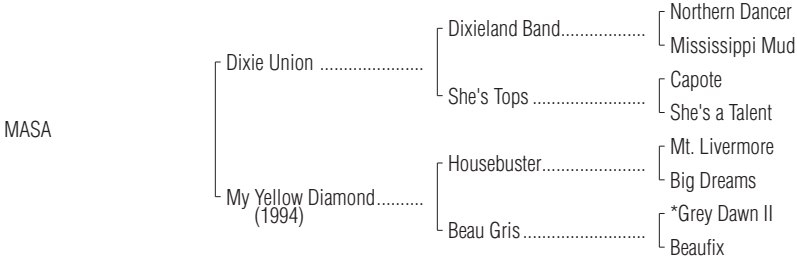 MASA
Dixie Union ......................
Dixieland Band..................
Northern Dancer
Mississippi Mud
She's Tops ........................
Capote
She's a Talent
My Yellow Diamond..........
(1994)
Housebuster......................
Mt. Livermore
Big Dreams
Beau Gris ..........................
*Grey Dawn II
Beaufix